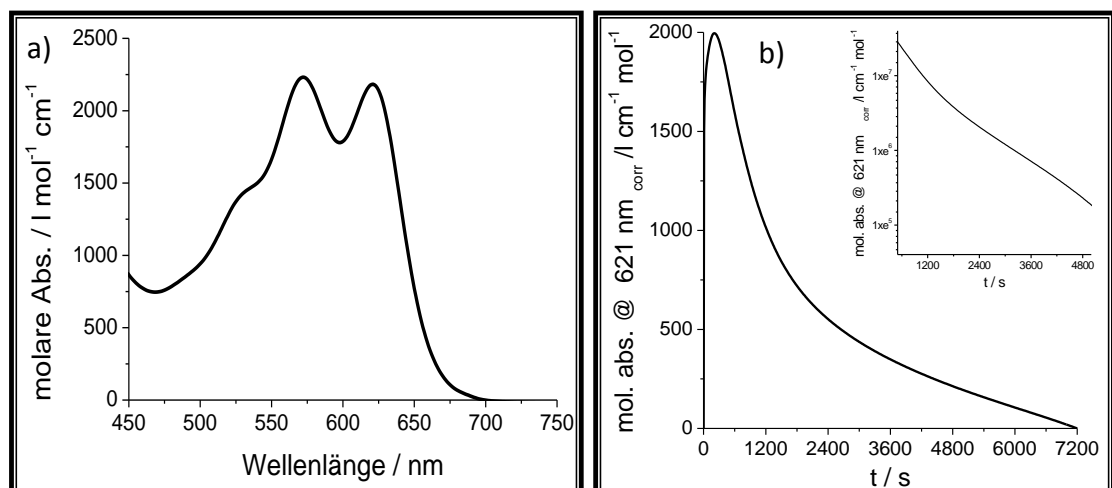 a)
molare Abs. / l mol⁻¹ cm⁻¹
2500
2000
1500
1000
500
0
450 500 550 600 650 700 750
Wellenlänge / nm
b)
mol. abs. @ 621 nm corr /l cm⁻¹ mol⁻¹
2000
1500
1000
500
0
0 1200 2400 3600 4800 6000 7200
t / s
mol. abs. @ 621 nm corr /l cm⁻¹ mol⁻¹
1xe⁷
1xe⁶
1xe⁵
1200 2400 3600 4800
t / s